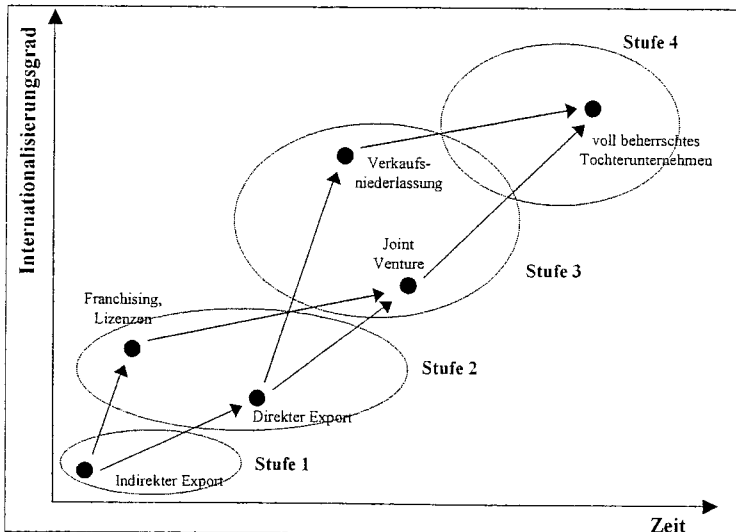 Internationalisierungsgrad
Stufe 4
voll beherrschtes
Tochterunternehmen
Verkaufs-
niederlassung
Joint
Venture
Stufe 3
Franchising,
Lizenzen
Stufe 2
Direkter Export
Stufe 1
Indirekter Export
Zeit